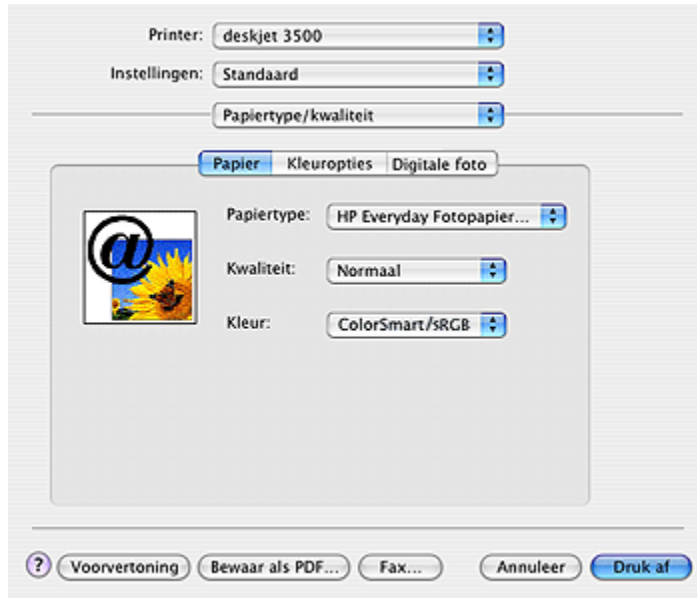 Printer: deskjet 3500
Instellingen: Standaard
Papiertype/kwaliteit
Papier Kleuropties Digitale foto
@
Papiertype: HP Everyday Fotopapier...
Kwaliteit: Normaal
Kleur: ColorSmart/sRGB
? Voorvertoning Bewaar als PDF... Fax... Annuleer Druk af